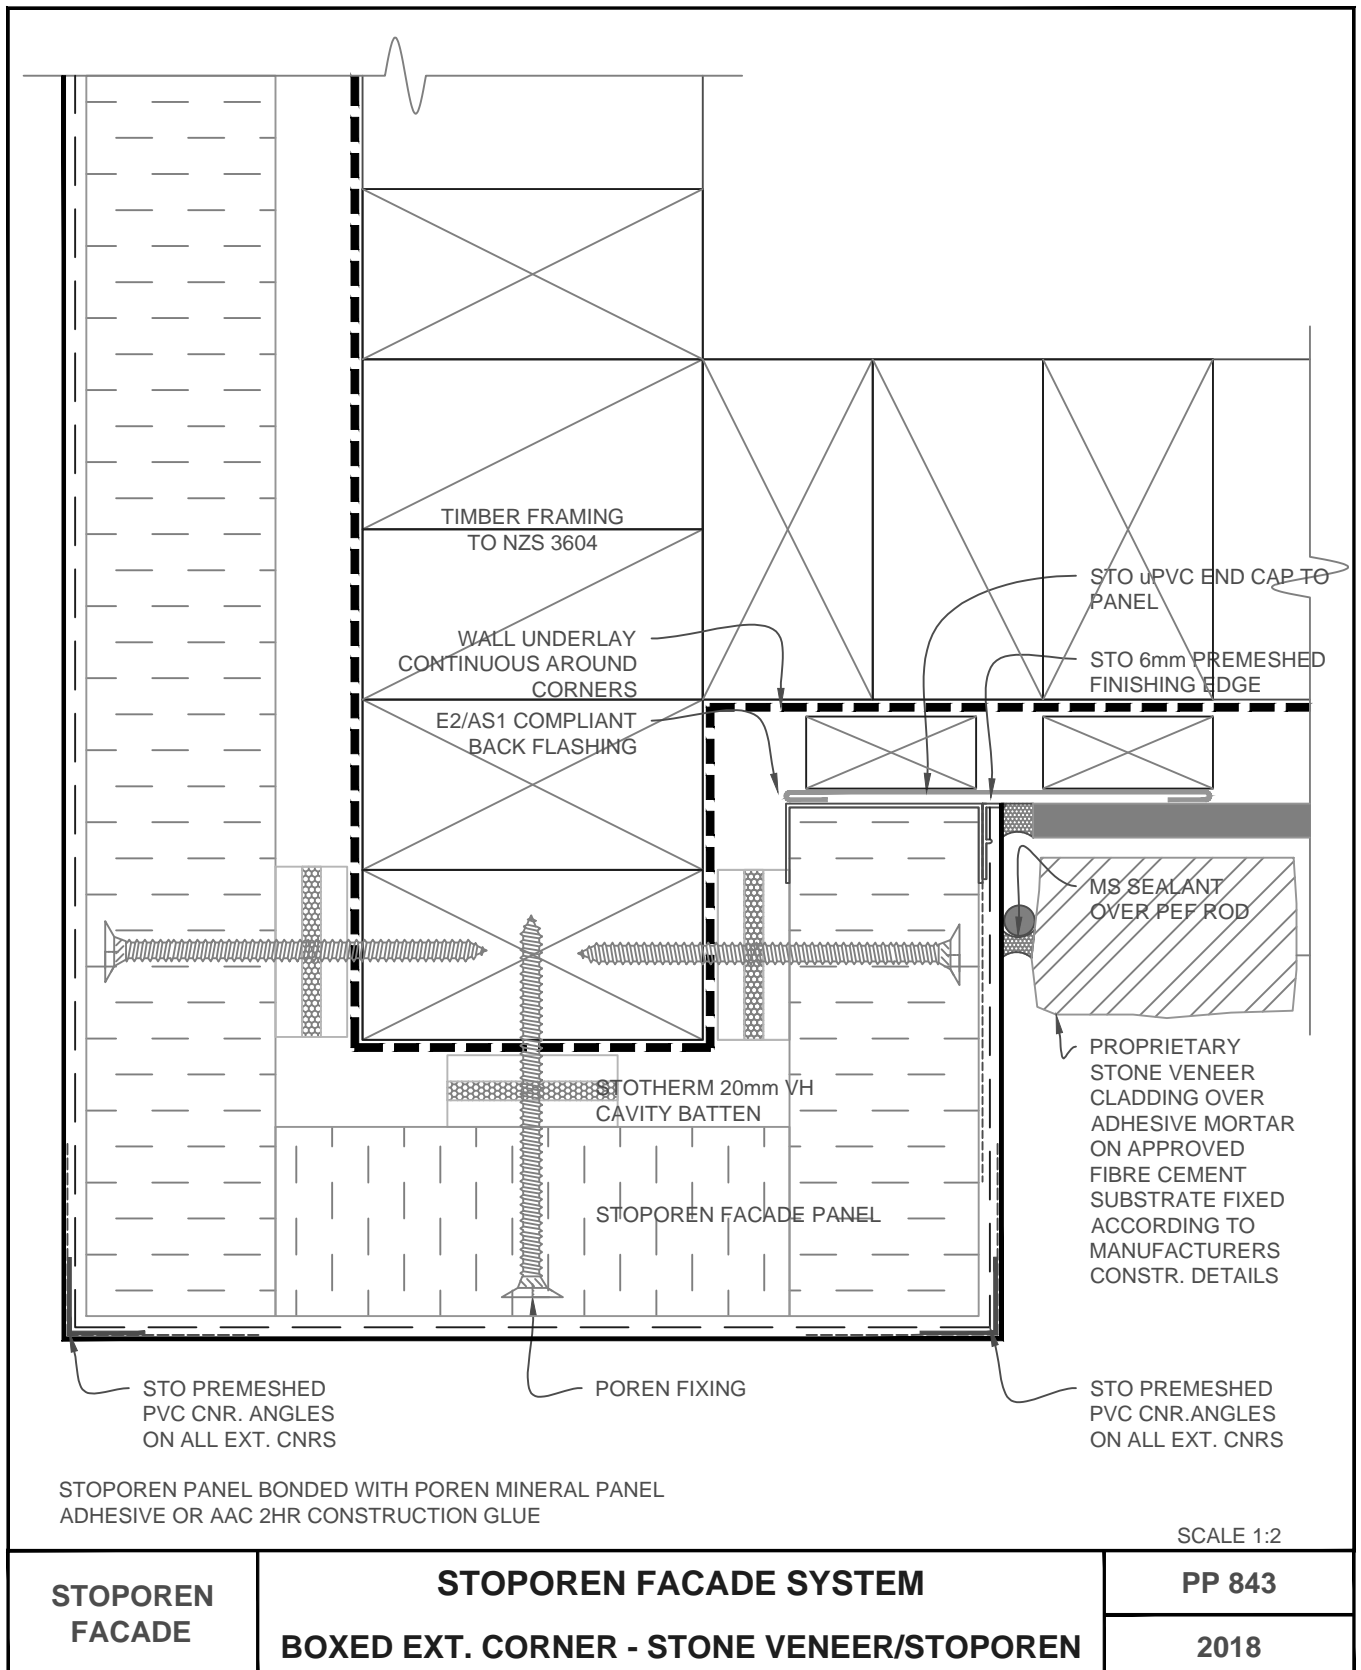 TIMBER FRAMING
TO NZS 3604
STO uPVC END CAP TO
PANEL
WALL UNDERLAY
CONTINUOUS AROUND
CORNERS
STO 6mm PREMESHED
FINISHING EDGE
E2/AS1 COMPLIANT
BACK FLASHING
MS SEALANT
OVER PEF ROD
PROPRIETARY
STONE VENEER
CLADDING OVER
ADHESIVE MORTAR
ON APPROVED
FIBRE CEMENT
SUBSTRATE FIXED
ACCORDING TO
MANUFACTURERS
CONSTR. DETAILS
STOTHERM 20mm VH
CAVITY BATTEN
STOPOREN FACADE PANEL
STO PREMESHED
PVC CNR. ANGLES
ON ALL EXT. CNRS
POREN FIXING
STO PREMESHED
PVC CNR.ANGLES
ON ALL EXT. CNRS
STOPOREN PANEL BONDED WITH POREN MINERAL PANEL
ADHESIVE OR AAC 2HR CONSTRUCTION GLUE
SCALE 1:2
STOPOREN
FACADE
STOPOREN FACADE SYSTEM
BOXED EXT. CORNER - STONE VENEER/STOPOREN
PP 843
2018